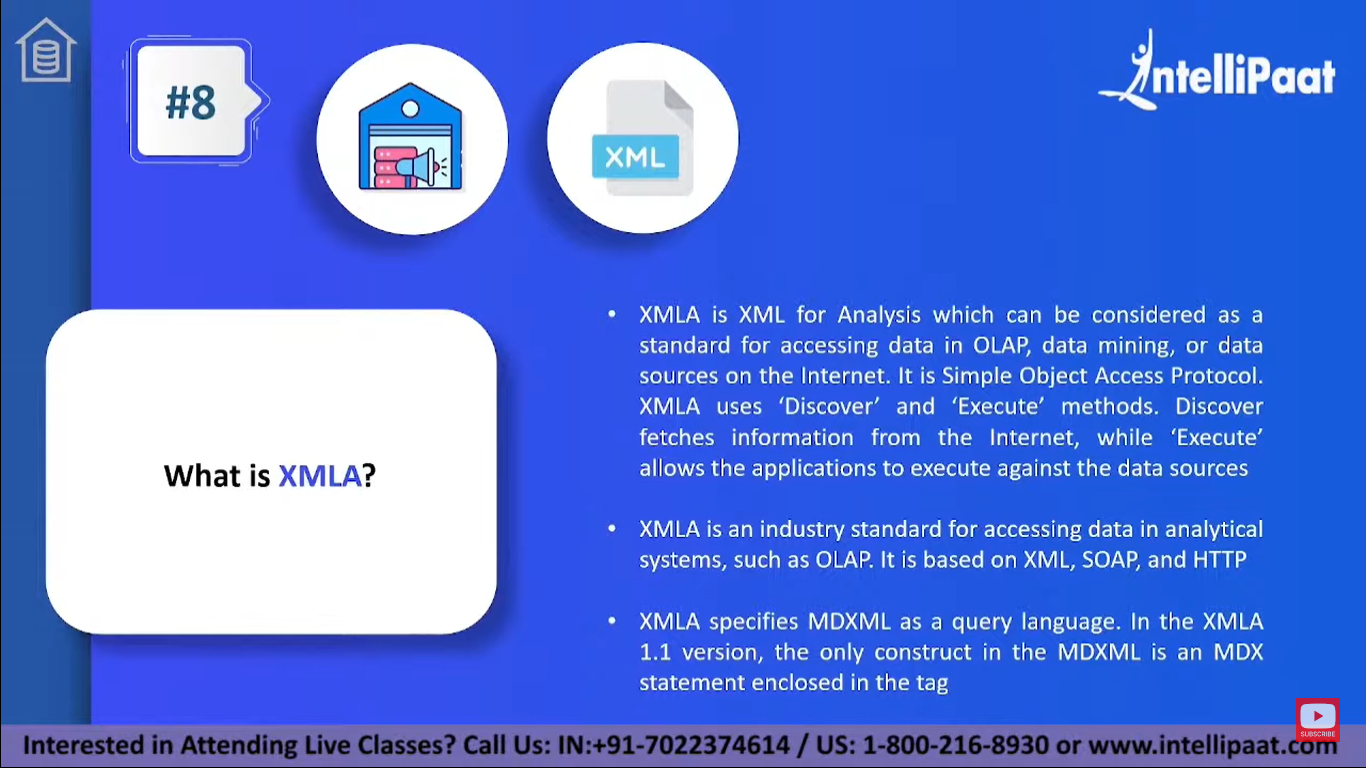 #8
XML
IntelliPaat
What is XMLA?
• XMLA is XML for Analysis which can be considered as a
standard for accessing data in OLAP, data mining, or data
sources on the Internet. It is Simple Object Access Protocol.
XMLA uses ‘Discover’ and ‘Execute’ methods. Discover
fetches information from the Internet, while ‘Execute’
allows the applications to execute against the data sources
• XMLA is an industry standard for accessing data in analytical
systems, such as OLAP. It is based on XML, SOAP, and HTTP
• XMLA specifies MDXML as a query language. In the XMLA
1.1 version, the only construct in the MDXML is an MDX
statement enclosed in the tag
SUBSCRIBE
Interested in Attending Live Classes? Call Us: IN:+91-7022374614 / US: 1-800-216-8930 or www.intellipaat.com